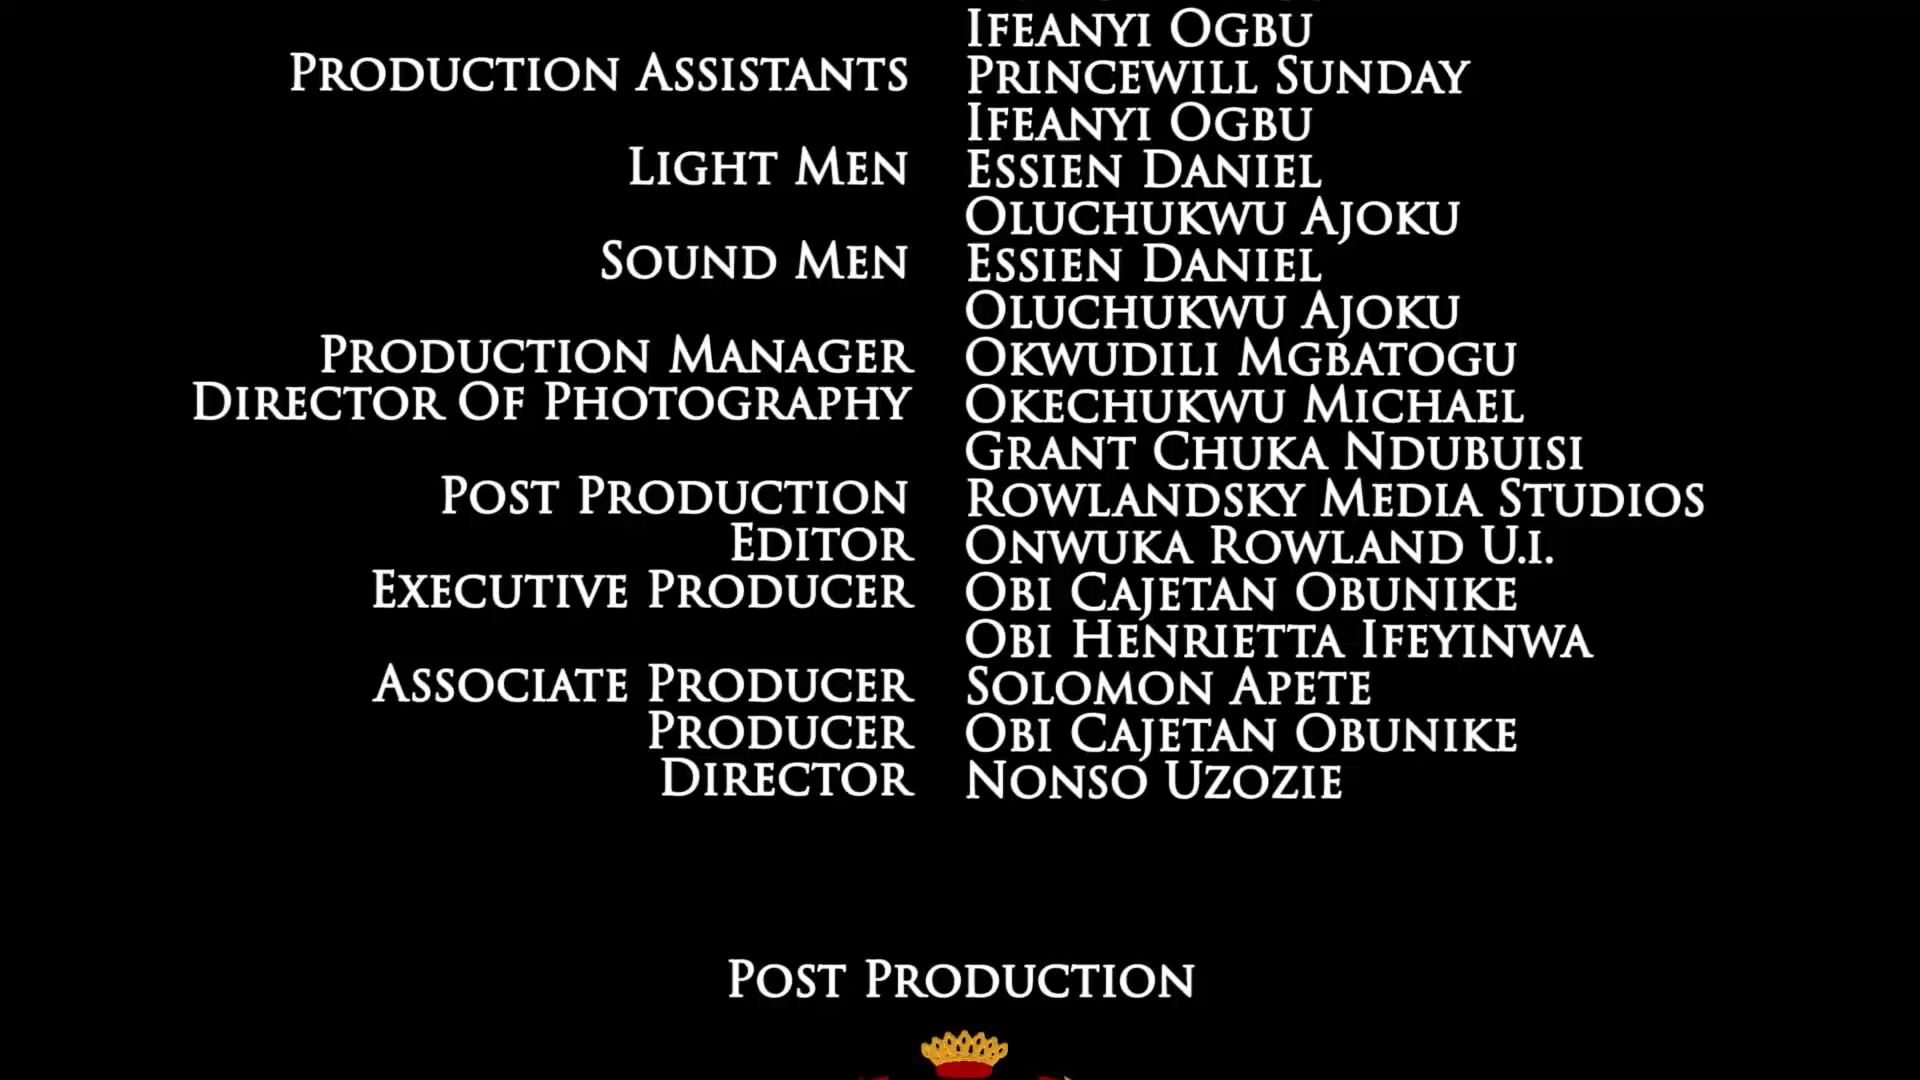 Ifeanyi Ogbu
Production Assistants Princewill Sunday
Ifeanyi Ogbu
Light Men Essien Daniel
Oluchukwu Ajoku
Sound Men Essien Daniel
Oluchukwu Ajoku
Production Manager Okwudili Mgbatogu
Director Of Photography Okechukwu Michael
Grant Chuka Ndubuisi
Post Production Rowlandsky Media Studios
Editor Onwuka Rowland U.I.
Executive Producer Obi Cajetan Obunike
Obi Henrietta Ifeyinwa
Associate Producer Solomon Apete
Producer Obi Cajetan Obunike
Director Nonso Uzozie
Post Production